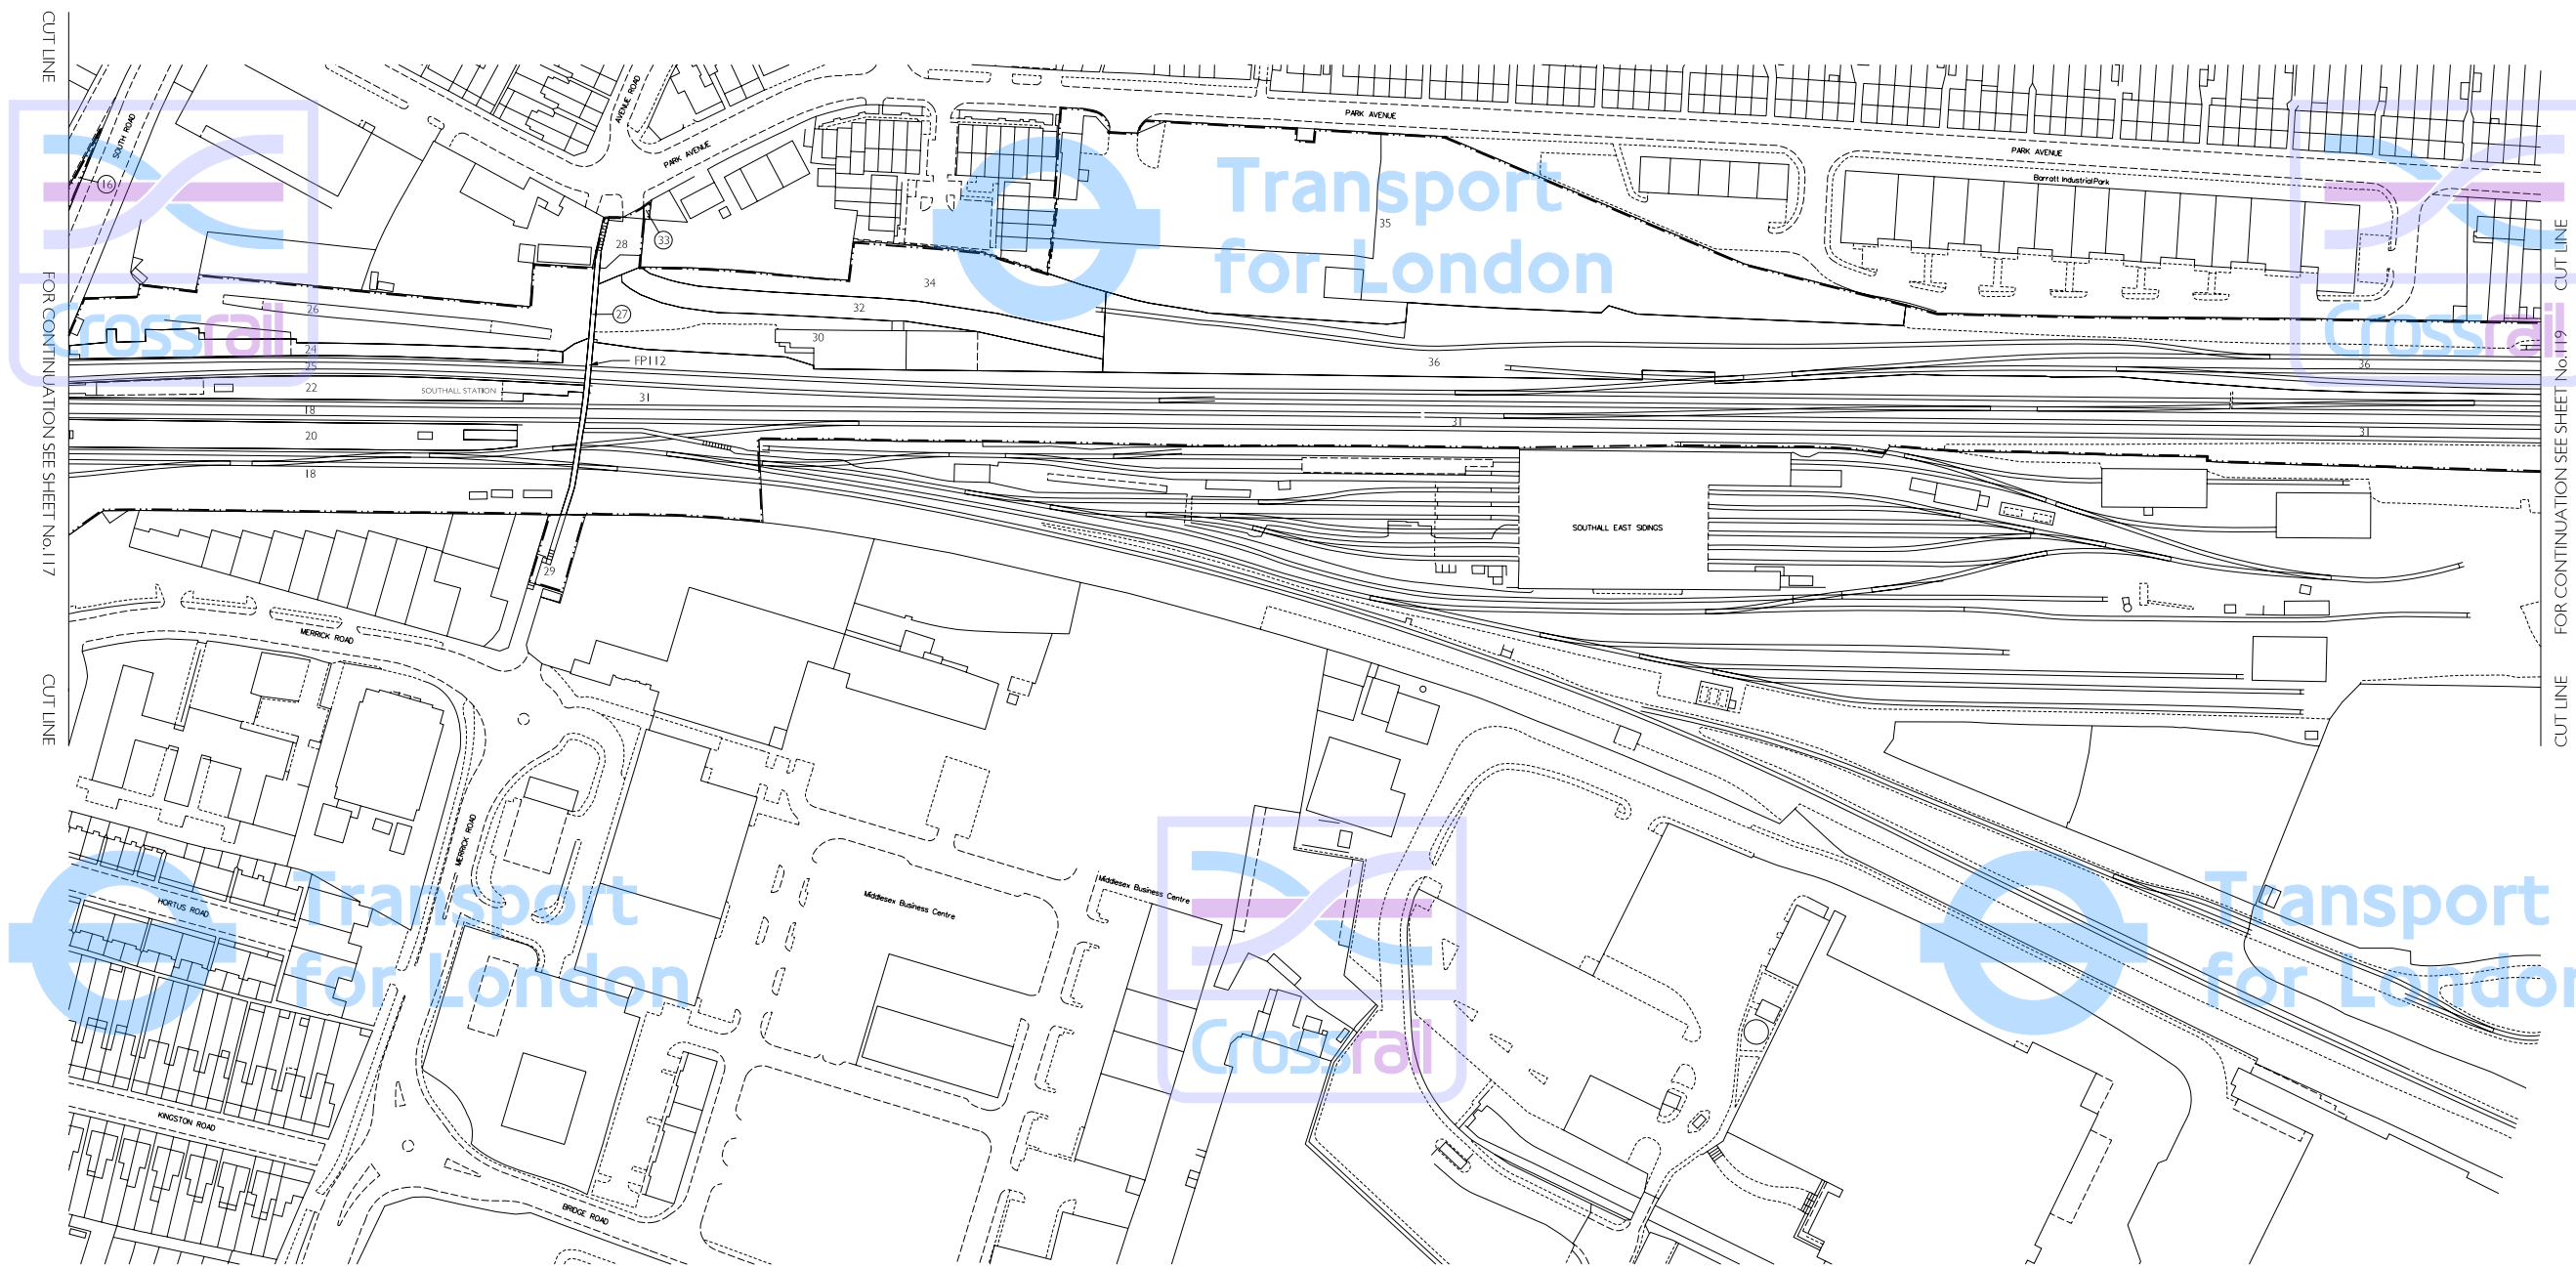 CUT LINE
FOR CONTINUATION SEE SHEET No.117
CUT LINE
SOUTH ROAD
16
AVENUE ROAD
PARK AVENUE
PARK AVENUE
PARK AVENUE
Barratt Industrial Park
Transport
for London
Crossrail
Crossrail
28
33
34
35
32
26
27
30
24
25
FP112
36
36
22
SOUTHALL STATION
31
18
31
31
20
18
29
SOUTHALL EAST SIDINGS
MERRICK ROAD
MERRICK ROAD
HORTUS ROAD
Transport
for London
Middlesex Business Centre
Middlesex Business Centre
Crossrail
Transport
for London
KINGSTON ROAD
BRIDGE ROAD
CUT LINE
FOR CONTINUATION SEE SHEET No.119
CUT LINE